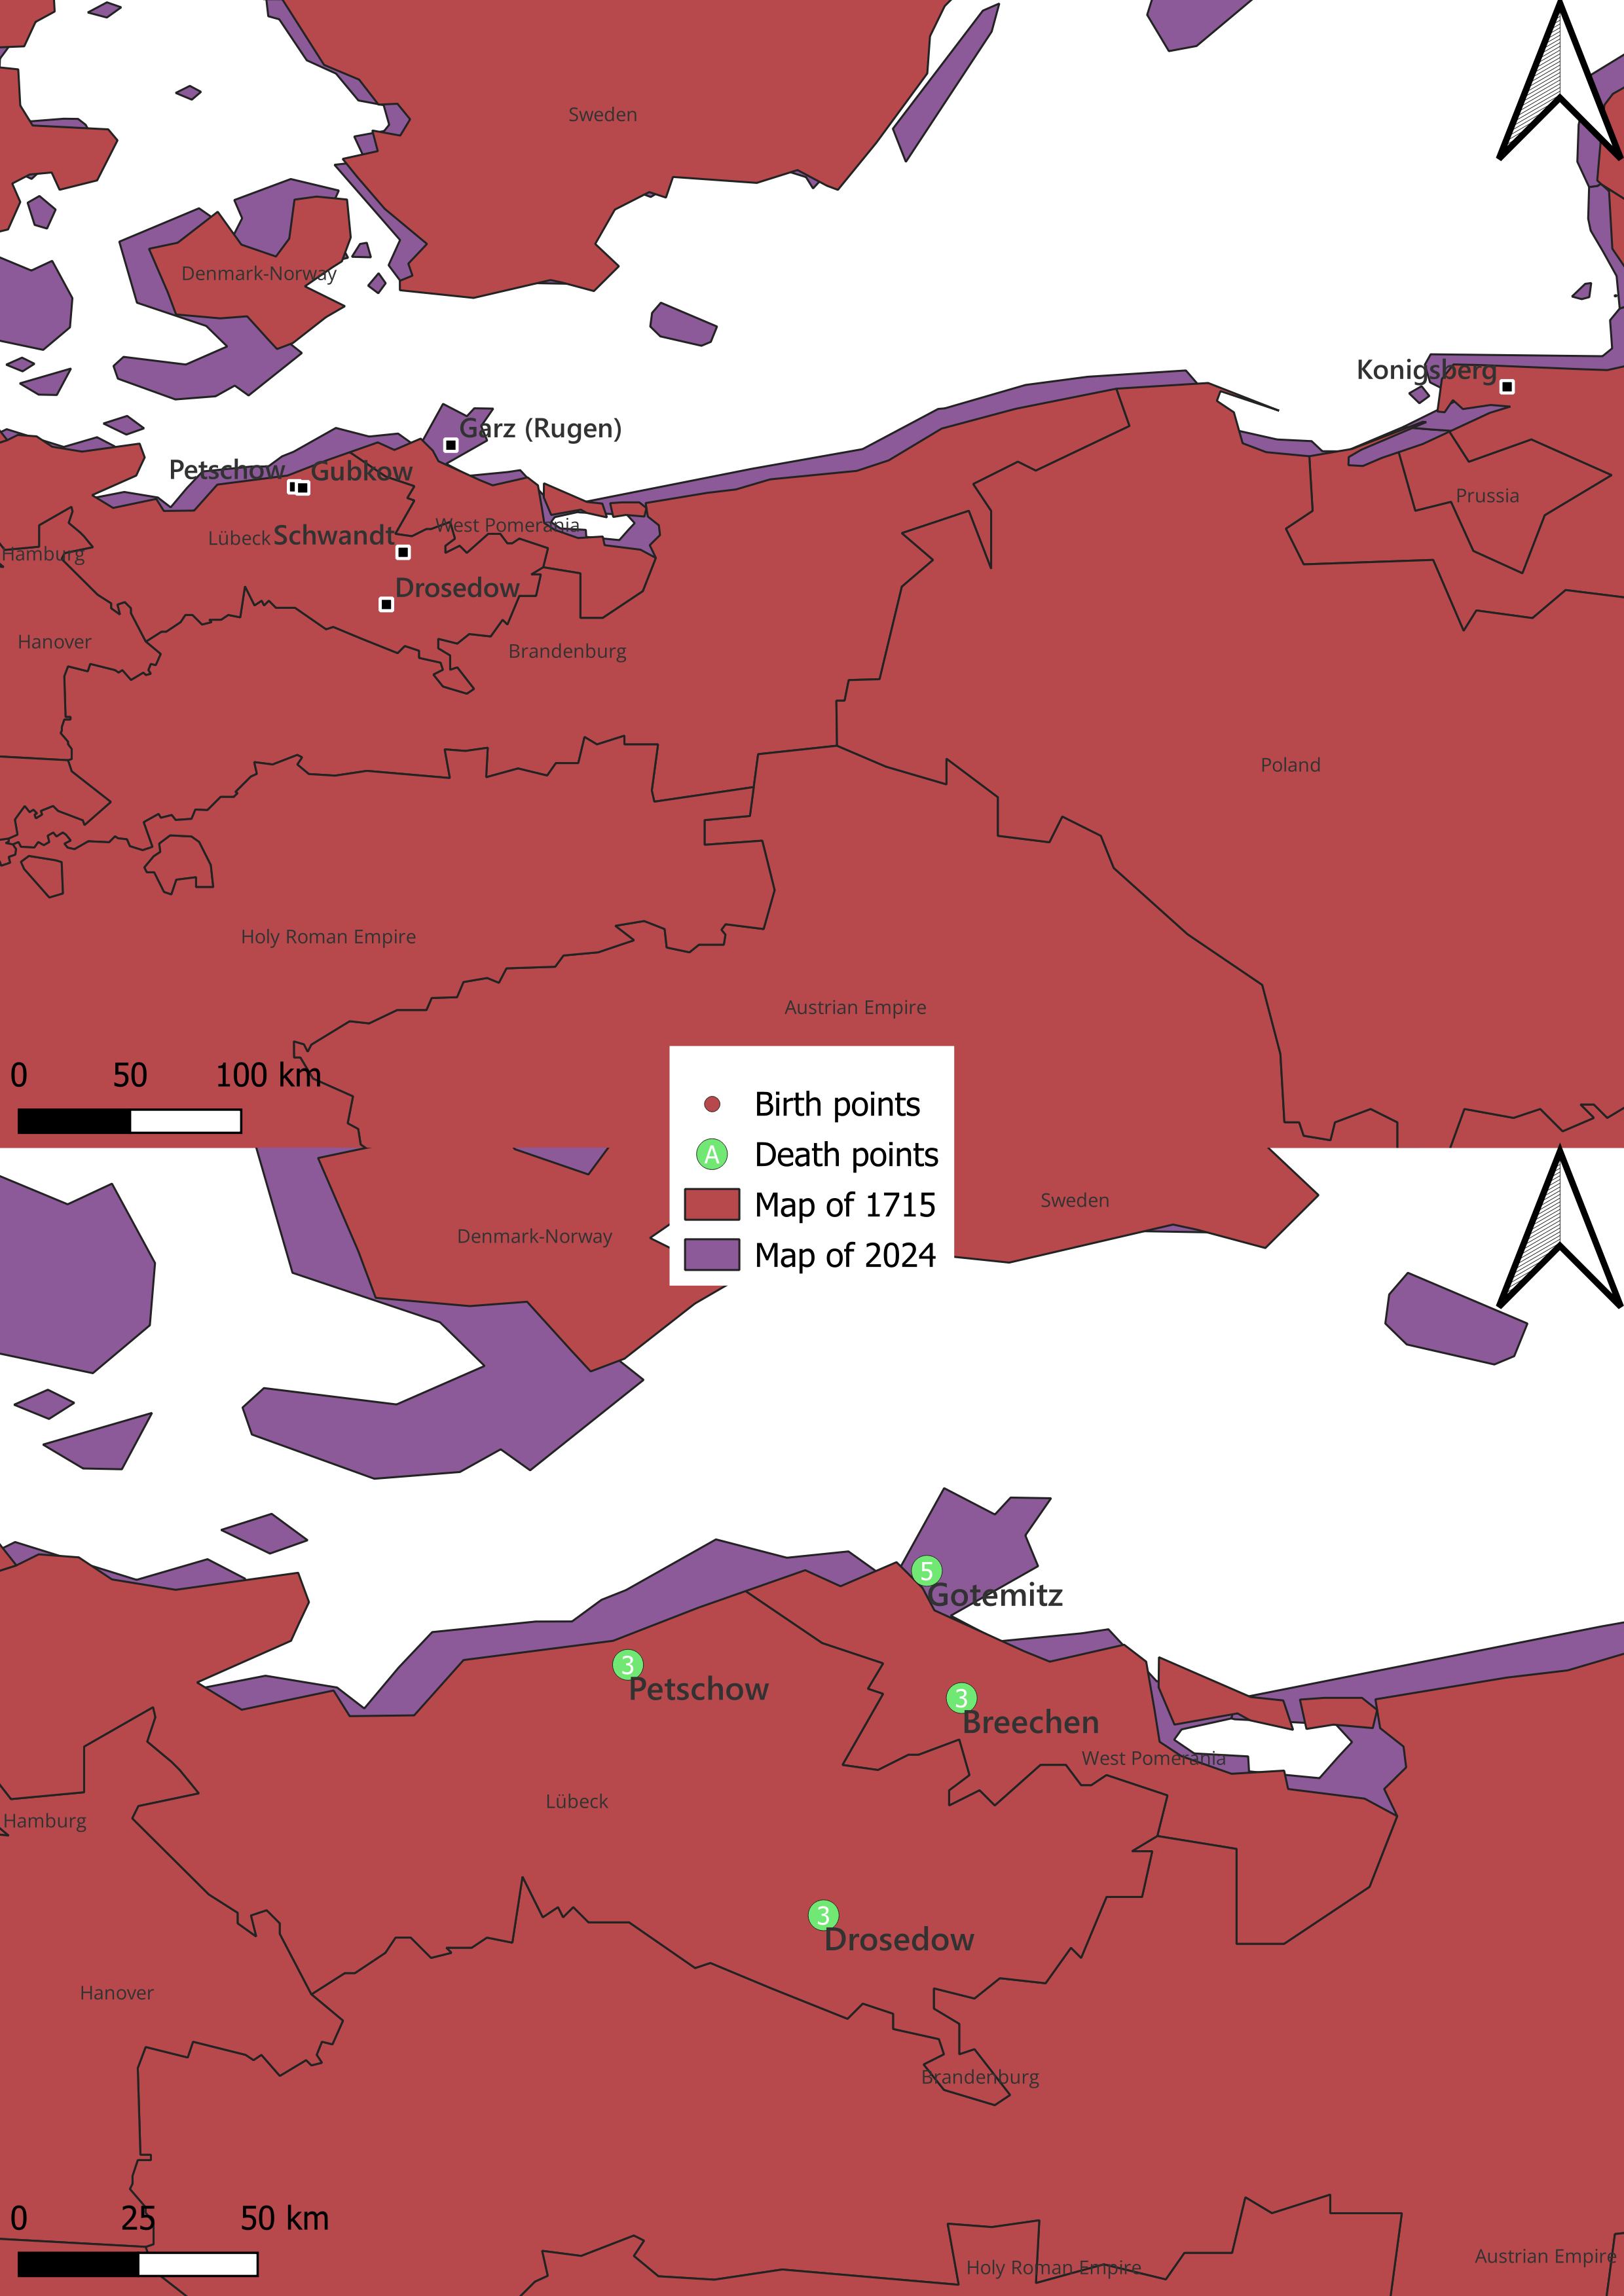 Sweden
Denmark-Norway
Konigsberg
Garz (Rugen)
Petschow
Gubkow
Prussia
West Pomerania
Lübeck
Schwandt
Hamburg
Drosedow
Hanover
Brandenburg
Poland
Holy Roman Empire
Austrian Empire
0 50 100 km
Birth points
A Death points
Map of 1715
Map of 2024
Sweden
Denmark-Norway
5
Gotemitz
3
Petschow
3
Breechen
West Pomerania
Lübeck
Hamburg
3
Drosedow
Hanover
Brandenburg
0 25 50 km
Holy Roman Empire
Austrian Empire